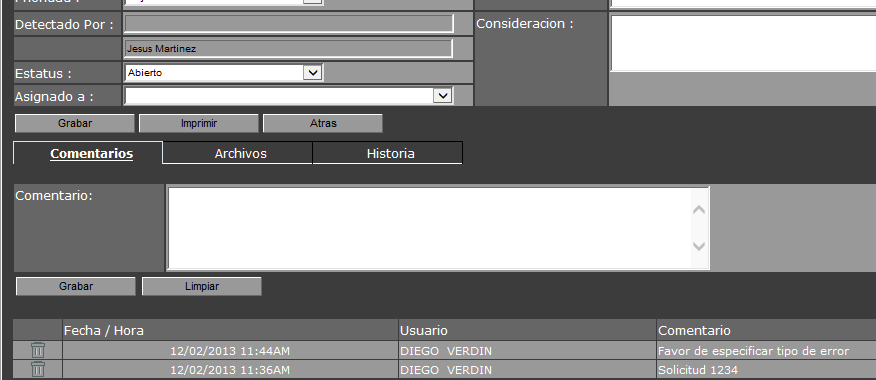 Detectado Por :
Consideracion :
Jesus Martinez
Estatus :
Abierto
Asignado a :
Grabar
Imprimir
Atras
Comentarios
Archivos
Historia
Comentario:
Grabar
Limpiar
Fecha / Hora
Usuario
Comentario
12/02/2013 11:44AM
DIEGO VERDIN
Favor de especificar tipo de error
12/02/2013 11:36AM
DIEGO VERDIN
Solicitud 1234